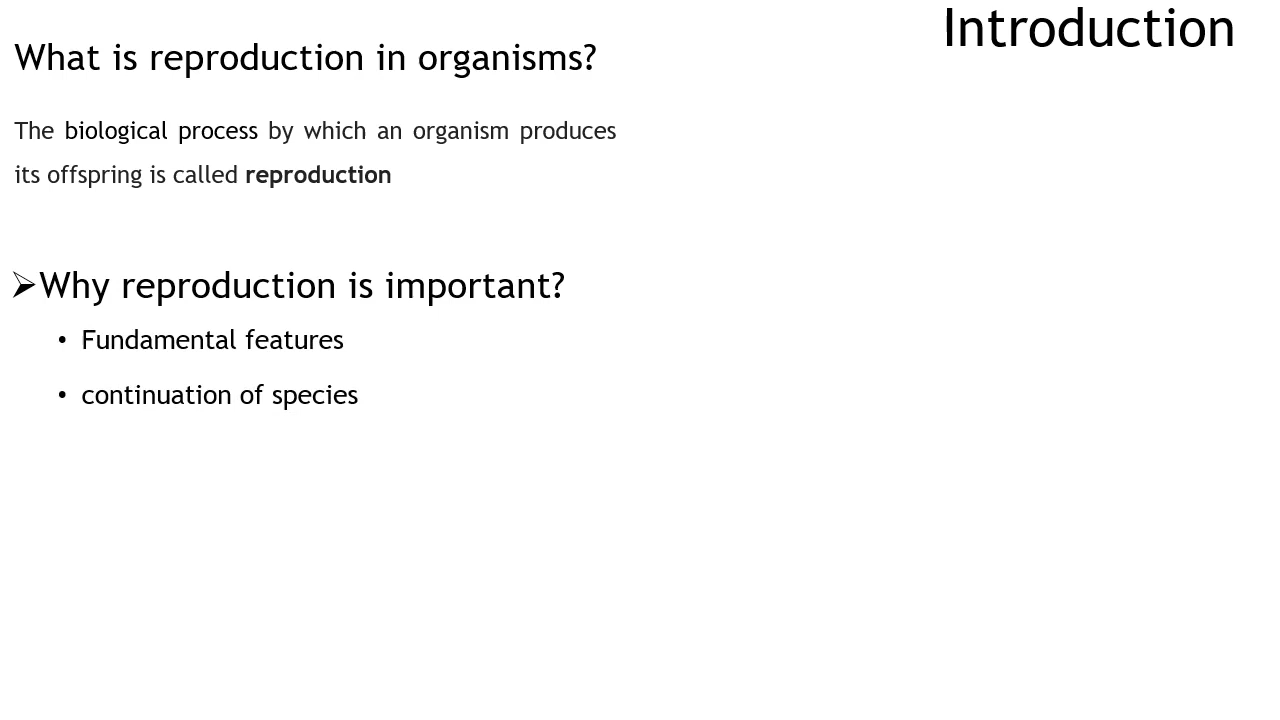 Introduction
What is reproduction in organisms?
The biological process by which an organism produces
its offspring is called reproduction
➢Why reproduction is important?
• Fundamental features
• continuation of species